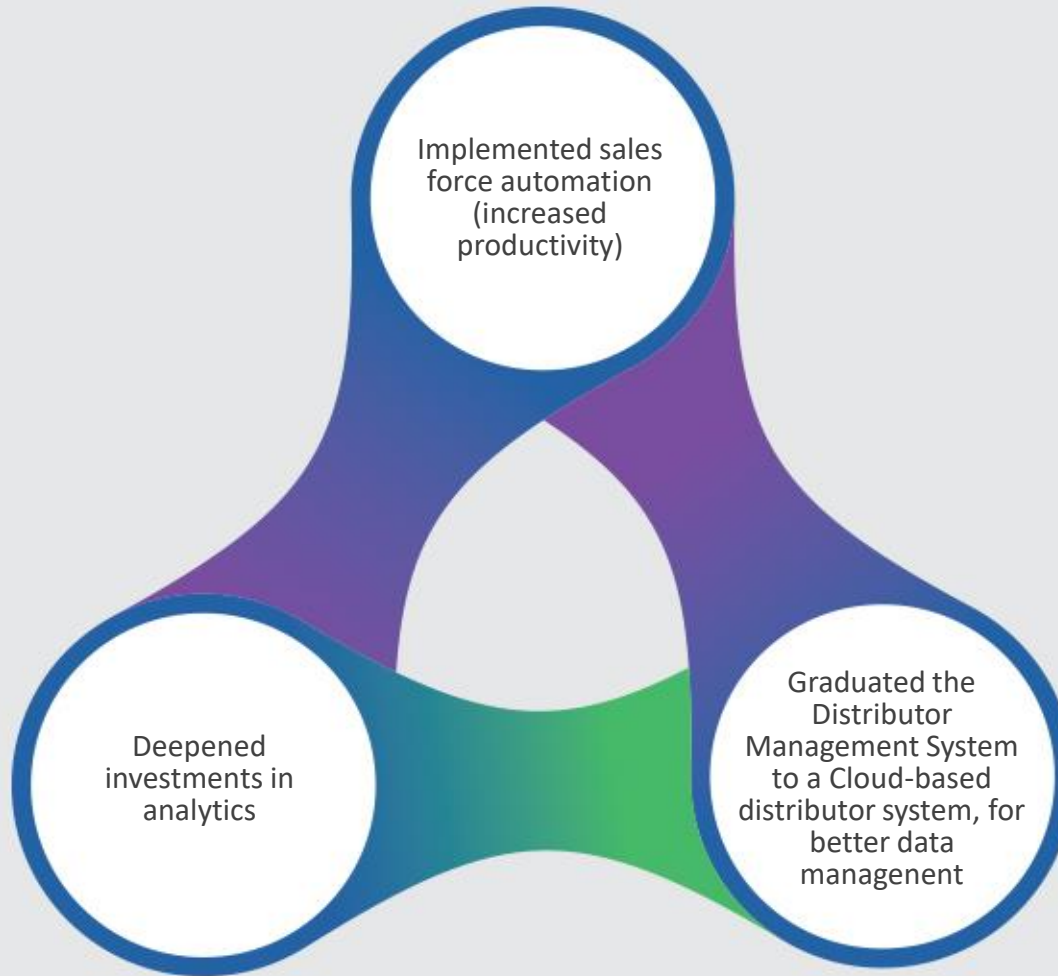 Implemented sales
force automation
(increased
productivity)
Deepened
investments in
analytics
Graduated the
Distributor
Management System
to a Cloud-based
distributor system, for
better data
managenent